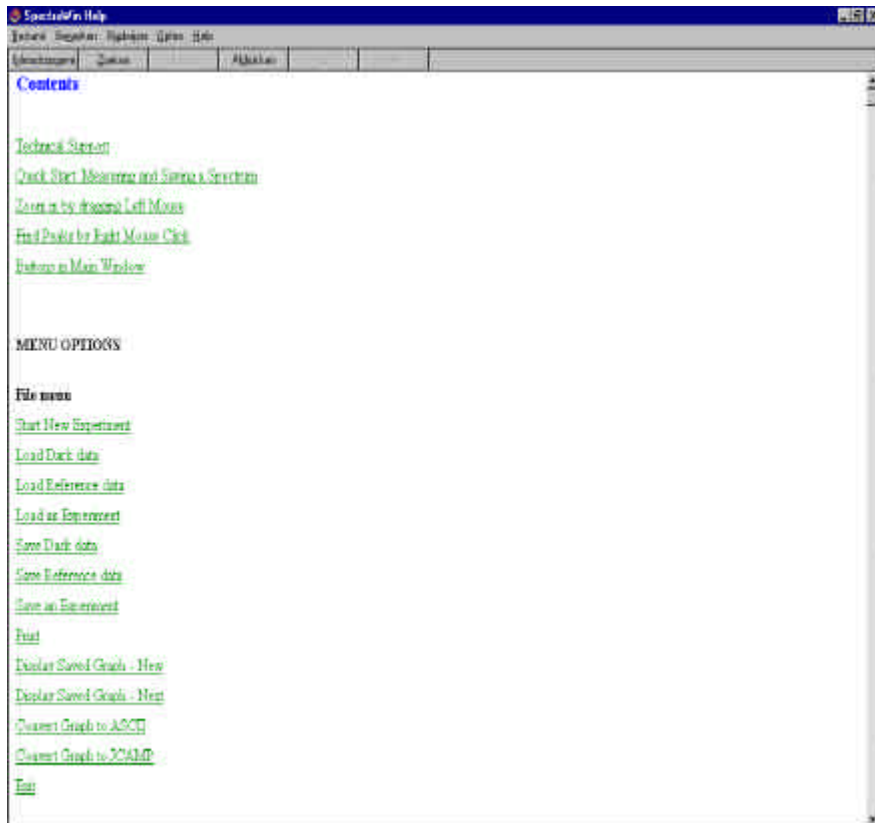 SpectraWin Help
Help
Contents
Technical Support
Quick Start: Measuring and Saving a Spectrum
Zoom in by dragging Left Mouse
Find Peaks by Right Mouse Click
Buttons in Main Window
MENU OPTIONS
File menu
Start New Experiment
Load Dark data
Load Reference data
Load an Experiment
Save Dark data
Save Reference data
Save an Experiment
Print
Display Saved Graph - New
Display Saved Graph - Next
Convert Graph to ASCII
Convert Graph to JCAMP
Exit